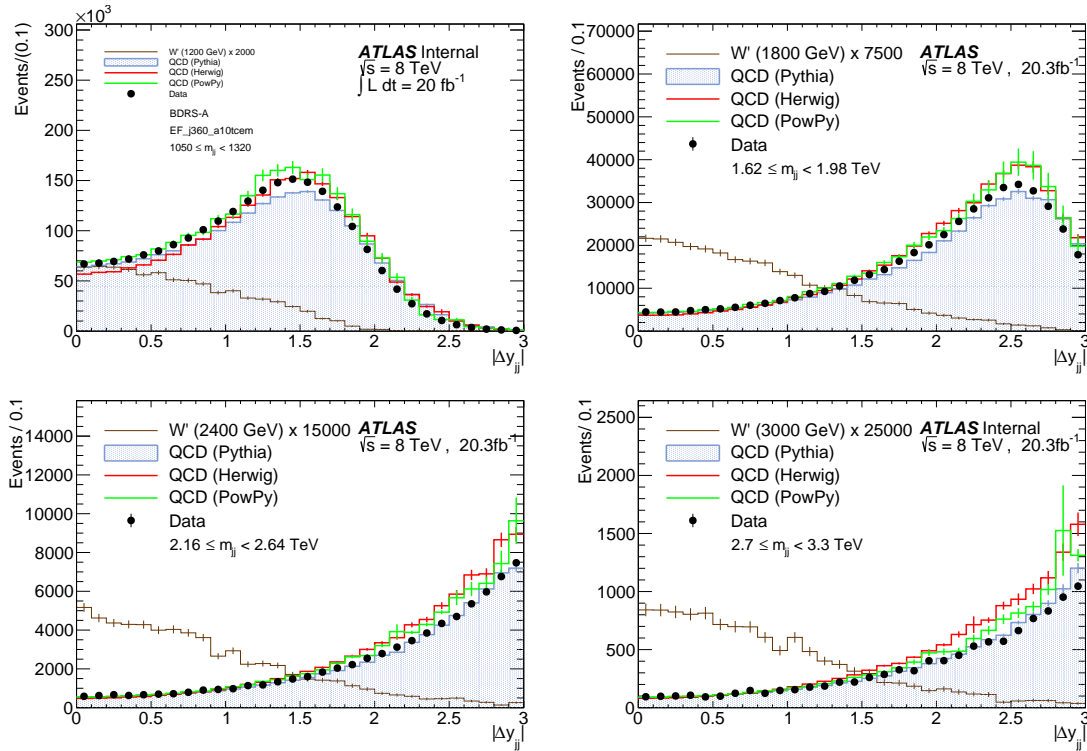 ×10³
Events/(0.1)
300
250
200
150
100
50
0
W' (1200 GeV) x 2000
QCD (Pythia)
QCD (Herwig)
QCD (PowPy)
Data
BDRS-A
EF_j360_a10tcem
1050 ≤ m_jj < 1320
ATLAS Internal
√s = 8 TeV
∫ L dt = 20 fb⁻¹
0 0.5 1 1.5 2 2.5 3
|Δy_jj|
Events / 0.1
70000
60000
50000
40000
30000
20000
10000
0
W' (1800 GeV) x 7500
QCD (Pythia)
QCD (Herwig)
QCD (PowPy)
Data
1.62 ≤ m_jj < 1.98 TeV
ATLAS
√s = 8 TeV , 20.3fb⁻¹
0 0.5 1 1.5 2 2.5 3
|Δy_jj|
Events / 0.1
14000
12000
10000
8000
6000
4000
2000
0
W' (2400 GeV) x 15000
QCD (Pythia)
QCD (Herwig)
QCD (PowPy)
Data
2.16 ≤ m_jj < 2.64 TeV
ATLAS
√s = 8 TeV , 20.3fb⁻¹
0 0.5 1 1.5 2 2.5 3
|Δy_jj|
Events/ 0.1
2500
2000
1500
1000
500
0
W' (3000 GeV) x 25000
QCD (Pythia)
QCD (Herwig)
QCD (PowPy)
Data
2.7 ≤ m_jj < 3.3 TeV
ATLAS Internal
√s = 8 TeV , 20.3fb⁻¹
0 0.5 1 1.5 2 2.5 3
|Δy_jj|